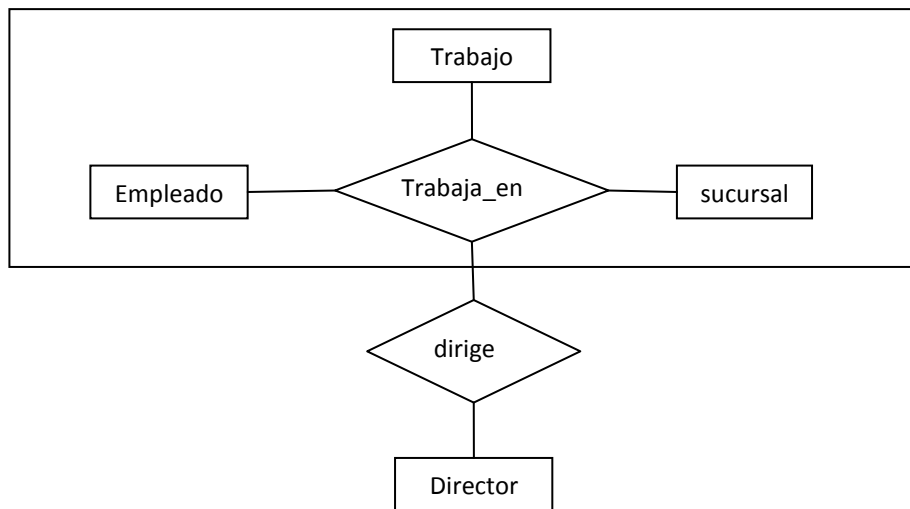 Trabajo
Empleado
Trabaja_en
sucursal
dirige
Director